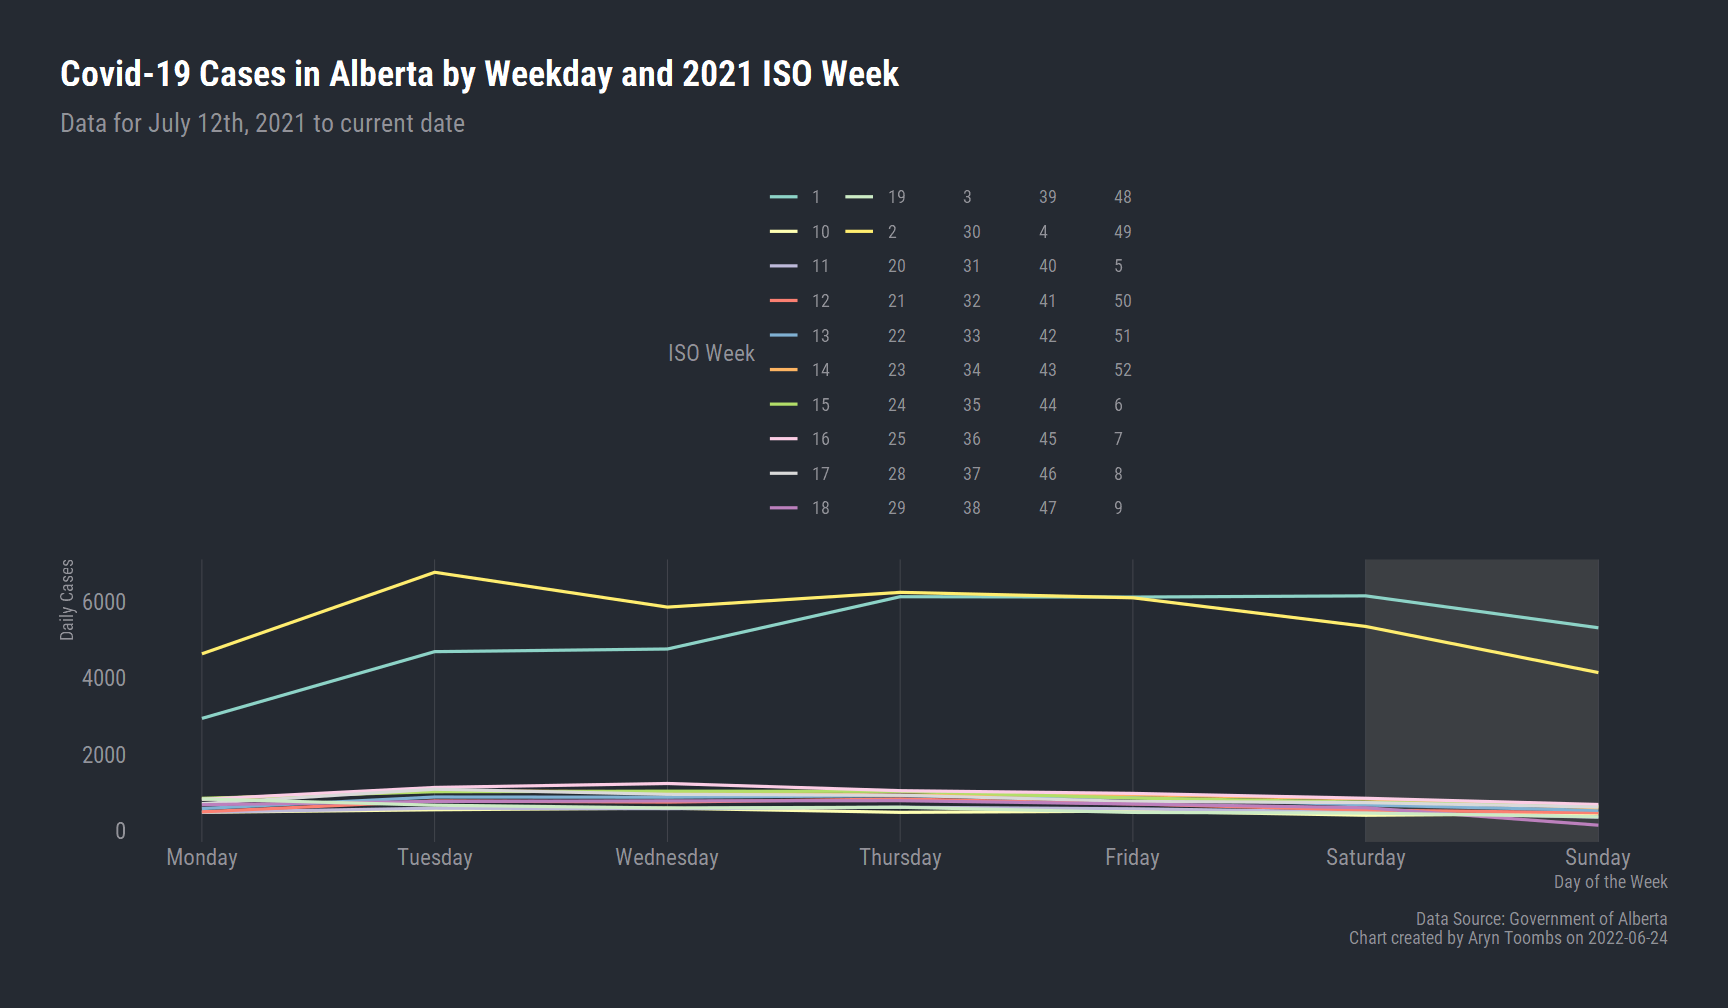 Covid-19 Cases in Alberta by Weekday and 2021 ISO Week
Data for July 12th, 2021 to current date
1 19 3 39 48
10 2 30 4 49
11 20 31 40 5
12 21 32 41 50
13 22 33 42 51
ISO Week
14 23 34 43 52
15 24 35 44 6
16 25 36 45 7
17 28 37 46 8
18 29 38 47 9
Daily Cases
6000
4000
2000
0
Monday Tuesday Wednesday Thursday Friday Saturday Sunday
Day of the Week
Data Source: Government of Alberta
Chart created by Aryn Toombs on 2022-06-24